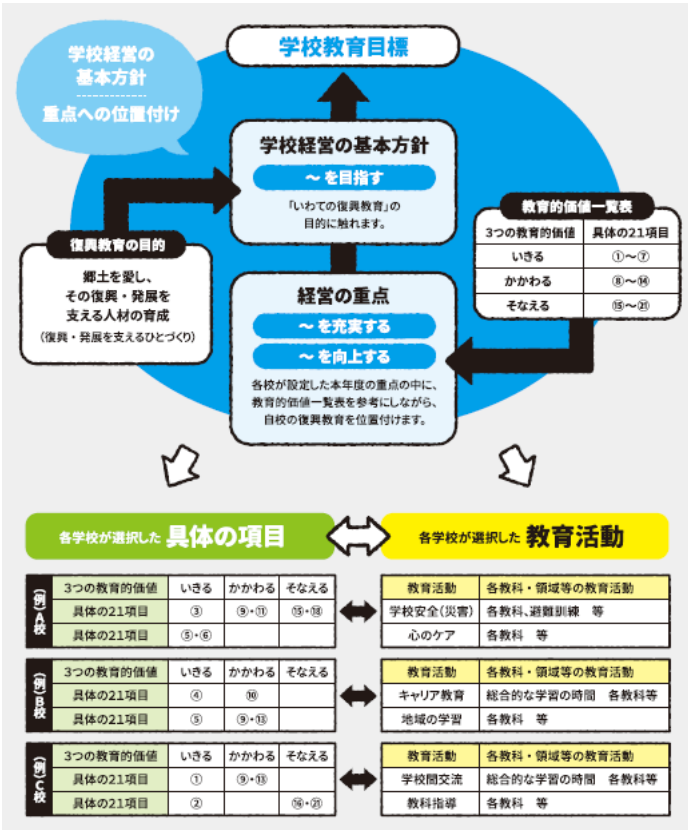 学校経営の
基本方針
重点への位置付け
学校教育目標
学校経営の基本方針
～を目指す
「いわての復興教育」の
目的に触れます。
復興教育の目的
郷土を愛し、
その復興・発展を
支える人材の育成
(復興・発展を支えるひとづくり)
教育的価値一覧表
3つの教育的価値 具体の21項目
いきる ①～⑦
かかわる ⑧～⑭
そなえる ⑮～㉑
経営の重点
～を充実する
～を向上する
各校が設定した本年度の重点の中に、
教育的価値一覧表を参考にしながら、
自校の復興教育を位置付けます。
各学校が選択した 具体の項目
各学校が選択した 教育活動
(例)A校
3つの教育的価値 いきる かかわる そなえる
具体の21項目 ③ ⑨・⑪ ⑮・⑱
具体の21項目 ⑤・⑥
教育活動 各教科・領域等の教育活動
学校安全(災害) 各教科、避難訓練 等
心のケア 各教科 等
(例)B校
3つの教育的価値 いきる かかわる そなえる
具体の21項目 ④ ⑩
具体の21項目 ⑤ ⑨・⑬
教育活動 各教科・領域等の教育活動
キャリア教育 総合的な学習の時間 各教科等
地域の学習 各教科 等
(例)C校
3つの教育的価値 いきる かかわる そなえる
具体の21項目 ① ⑨・⑬
具体の21項目 ② ⑭・㉑
教育活動 各教科・領域等の教育活動
学校間交流 総合的な学習の時間 各教科等
教科指導 各教科 等